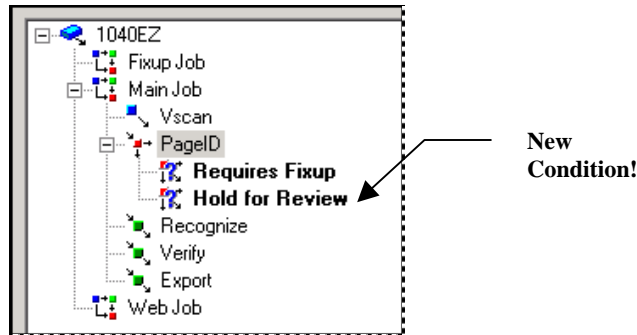 1040EZ
Fixup Job
Main Job
Vscan
PageID
Requires Fixup
Hold for Review
Recognize
Verify
Export
Web Job
New
Condition!